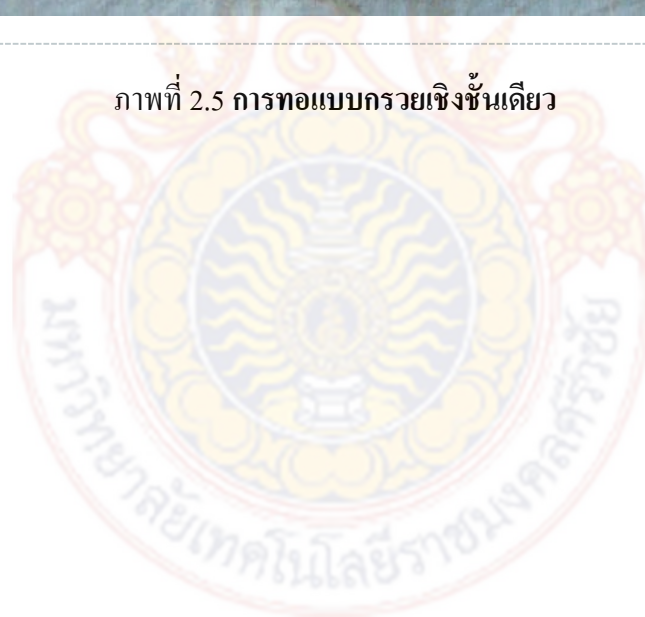 ภาพที่ 2.5 การทอแบบกรวยเชิงชั้นเดียว
มหาวิทยาลัยเทคโนโลยีราชมงคลศรีวิชัย